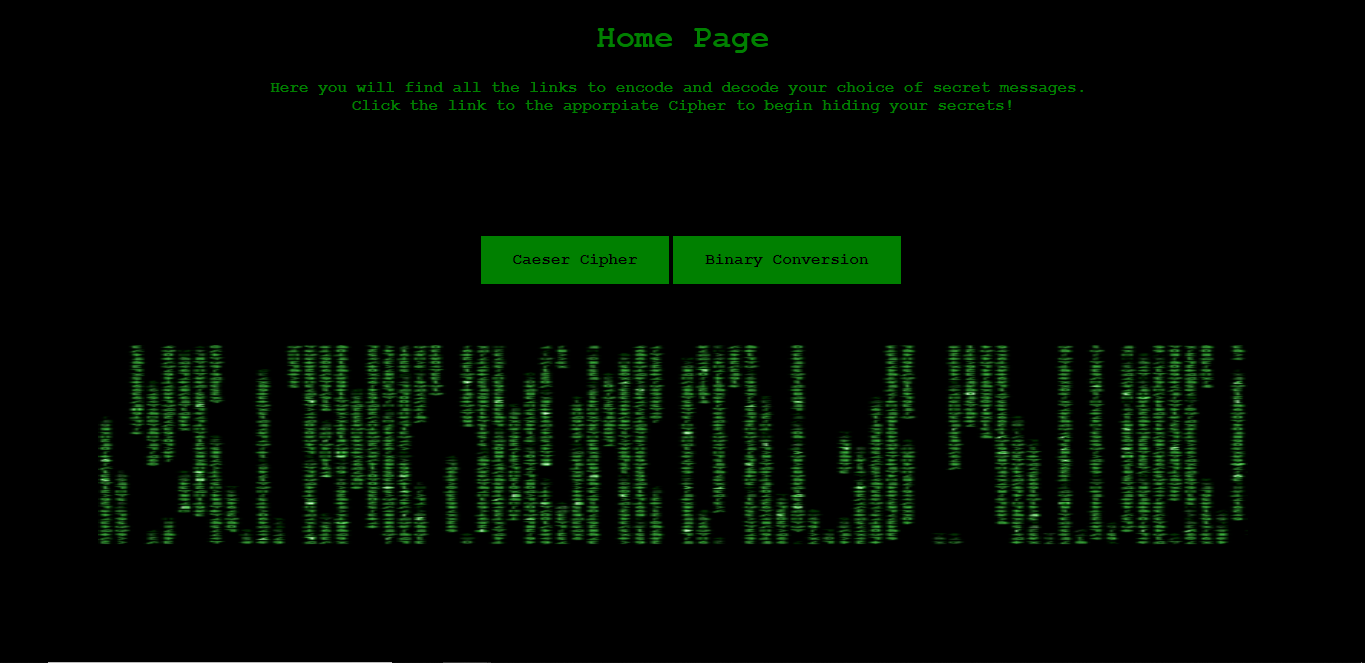 Home Page
Here you will find all the links to encode and decode your choice of secret messages.
Click the link to the apporpiate Cipher to begin hiding your secrets!
Caeser Cipher
Binary Conversion